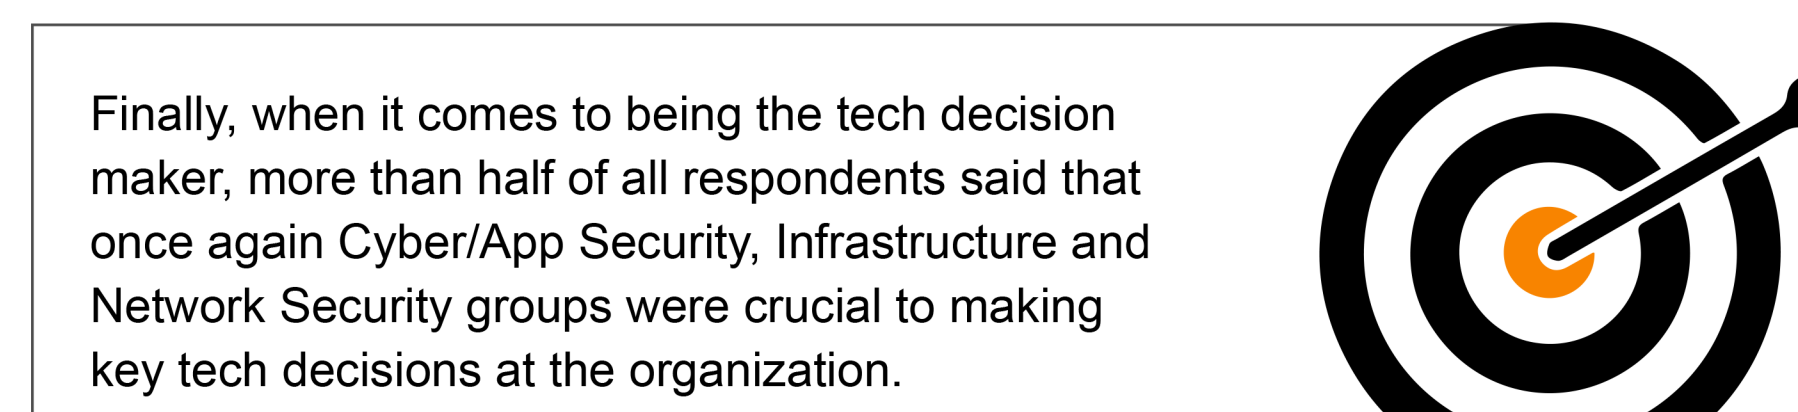 Finally, when it comes to being the tech decision
maker, more than half of all respondents said that
once again Cyber/App Security, Infrastructure and
Network Security groups were crucial to making
key tech decisions at the organization.